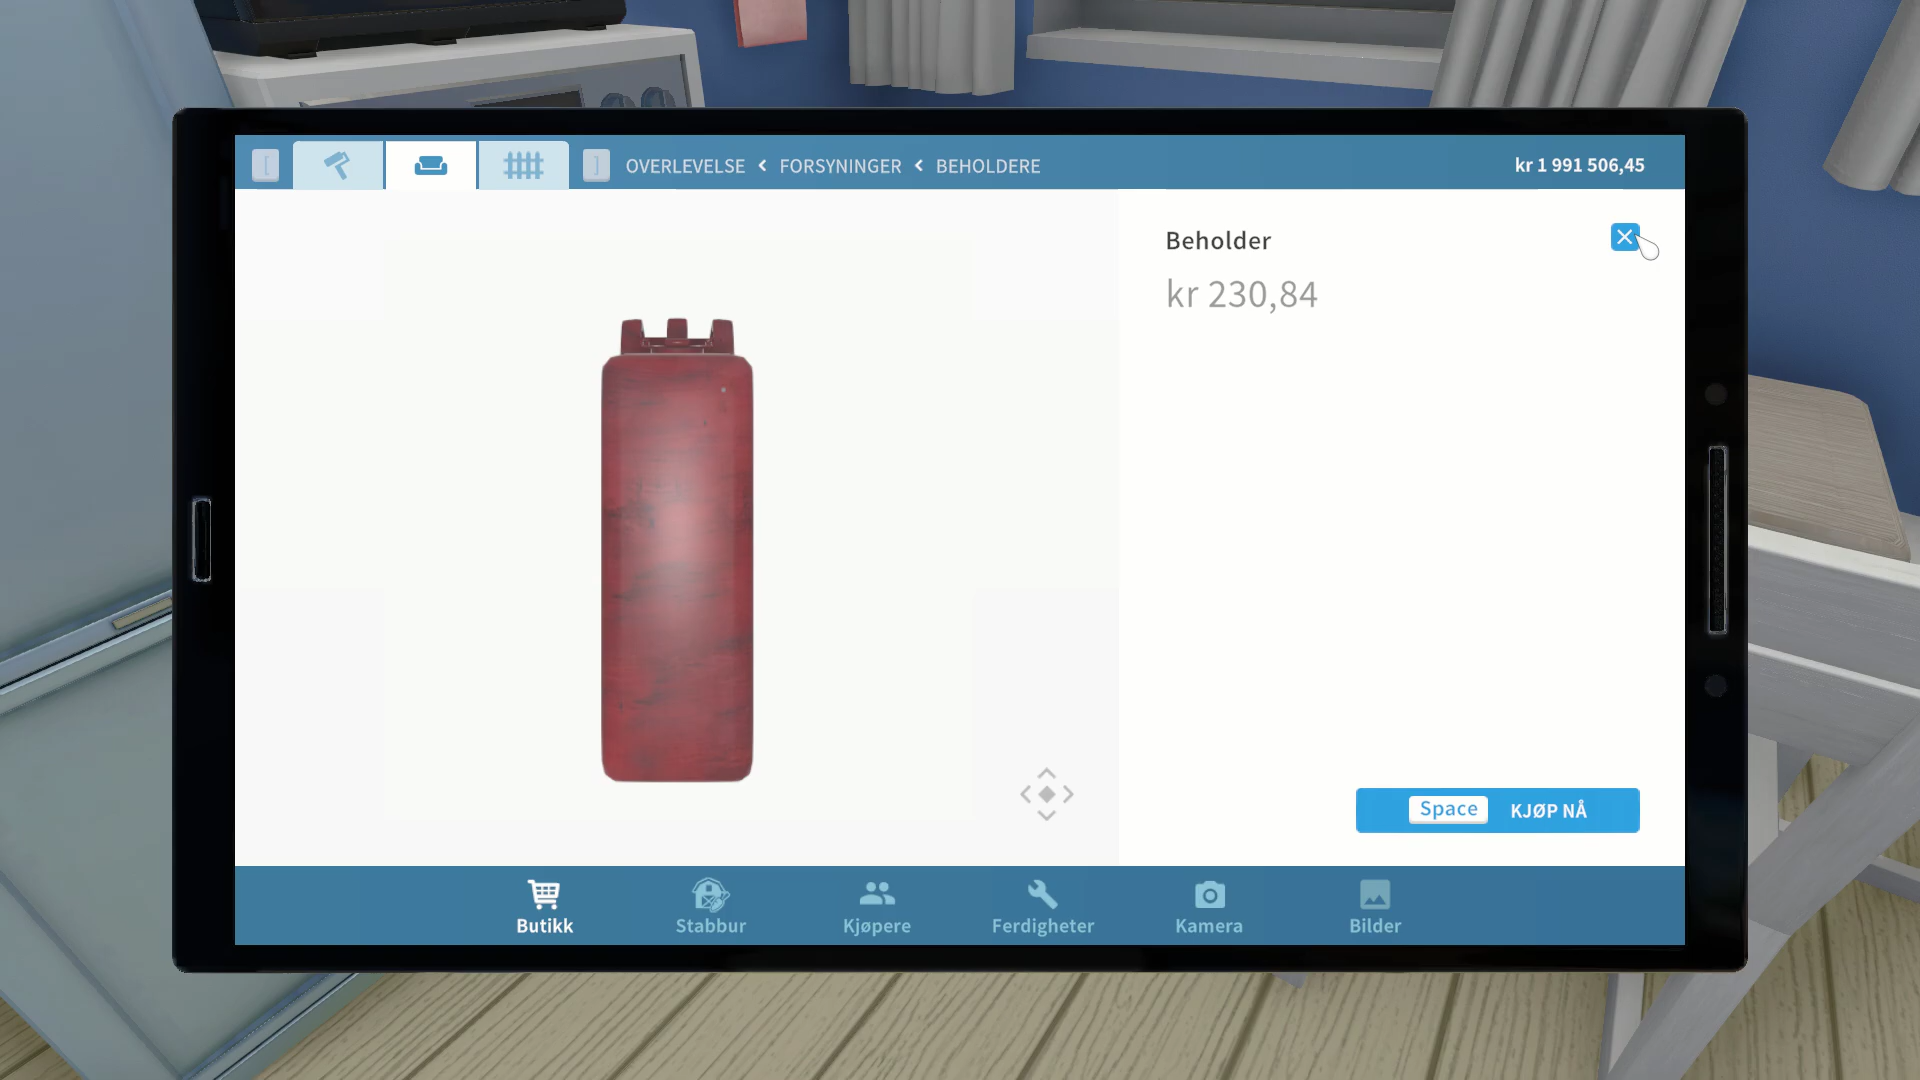 [ ] OVERLEVELSE < FORSYNINGER < BEHOLDERE kr 1 991 506,45
Beholder
kr 230,84
Space KJØP NÅ
Butikk Stabbur Kjøpere Ferdigheter Kamera Bilder